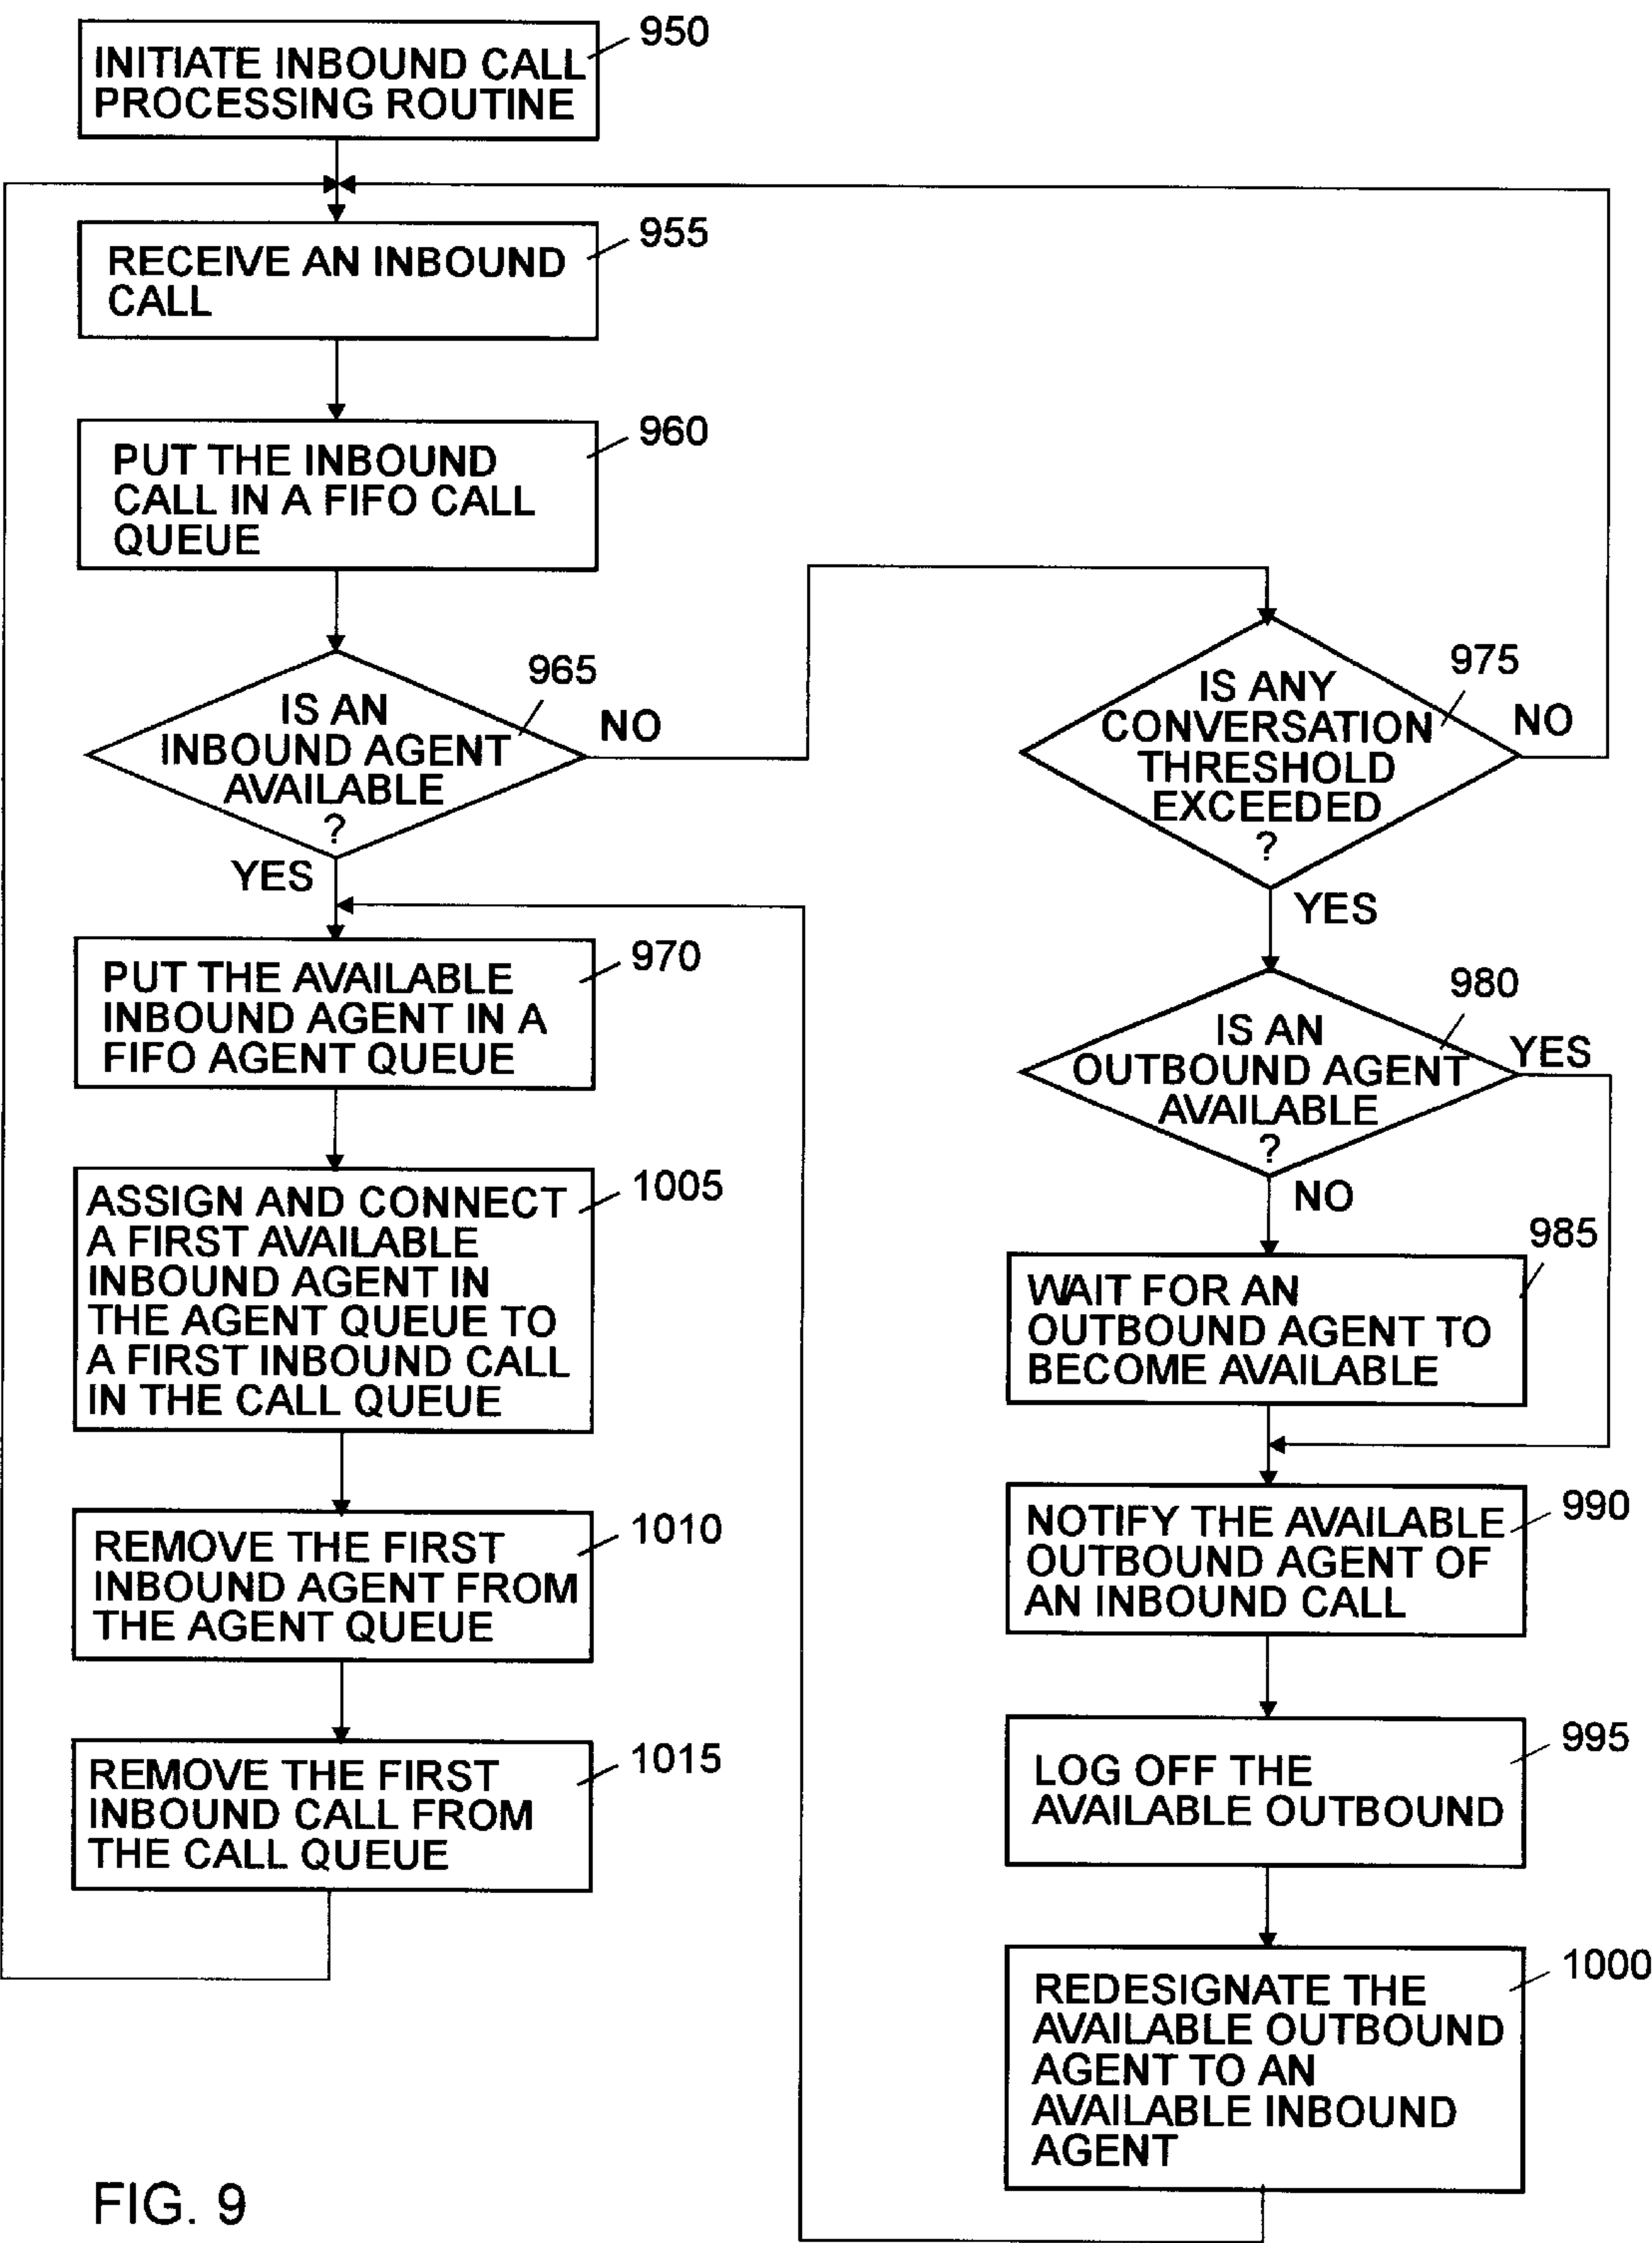 950
INITIATE INBOUND CALL
PROCESSING ROUTINE
955
RECEIVE AN INBOUND
CALL
960
PUT THE INBOUND
CALL IN A FIFO CALL
QUEUE
965
IS AN
INBOUND AGENT
AVAILABLE
?
NO
YES
970
PUT THE AVAILABLE
INBOUND AGENT IN A
FIFO AGENT QUEUE
1005
ASSIGN AND CONNECT
A FIRST AVAILABLE
INBOUND AGENT IN
THE AGENT QUEUE TO
A FIRST INBOUND CALL
IN THE CALL QUEUE
1010
REMOVE THE FIRST
INBOUND AGENT FROM
THE AGENT QUEUE
1015
REMOVE THE FIRST
INBOUND CALL FROM
THE CALL QUEUE
975
IS ANY
CONVERSATION
THRESHOLD
EXCEEDED
?
NO
YES
980
IS AN
OUTBOUND AGENT
AVAILABLE
?
YES
NO
985
WAIT FOR AN
OUTBOUND AGENT TO
BECOME AVAILABLE
990
NOTIFY THE AVAILABLE
OUTBOUND AGENT OF
AN INBOUND CALL
995
LOG OFF THE
AVAILABLE OUTBOUND
1000
REDESIGNATE THE
AVAILABLE OUTBOUND
AGENT TO AN
AVAILABLE INBOUND
AGENT
FIG. 9